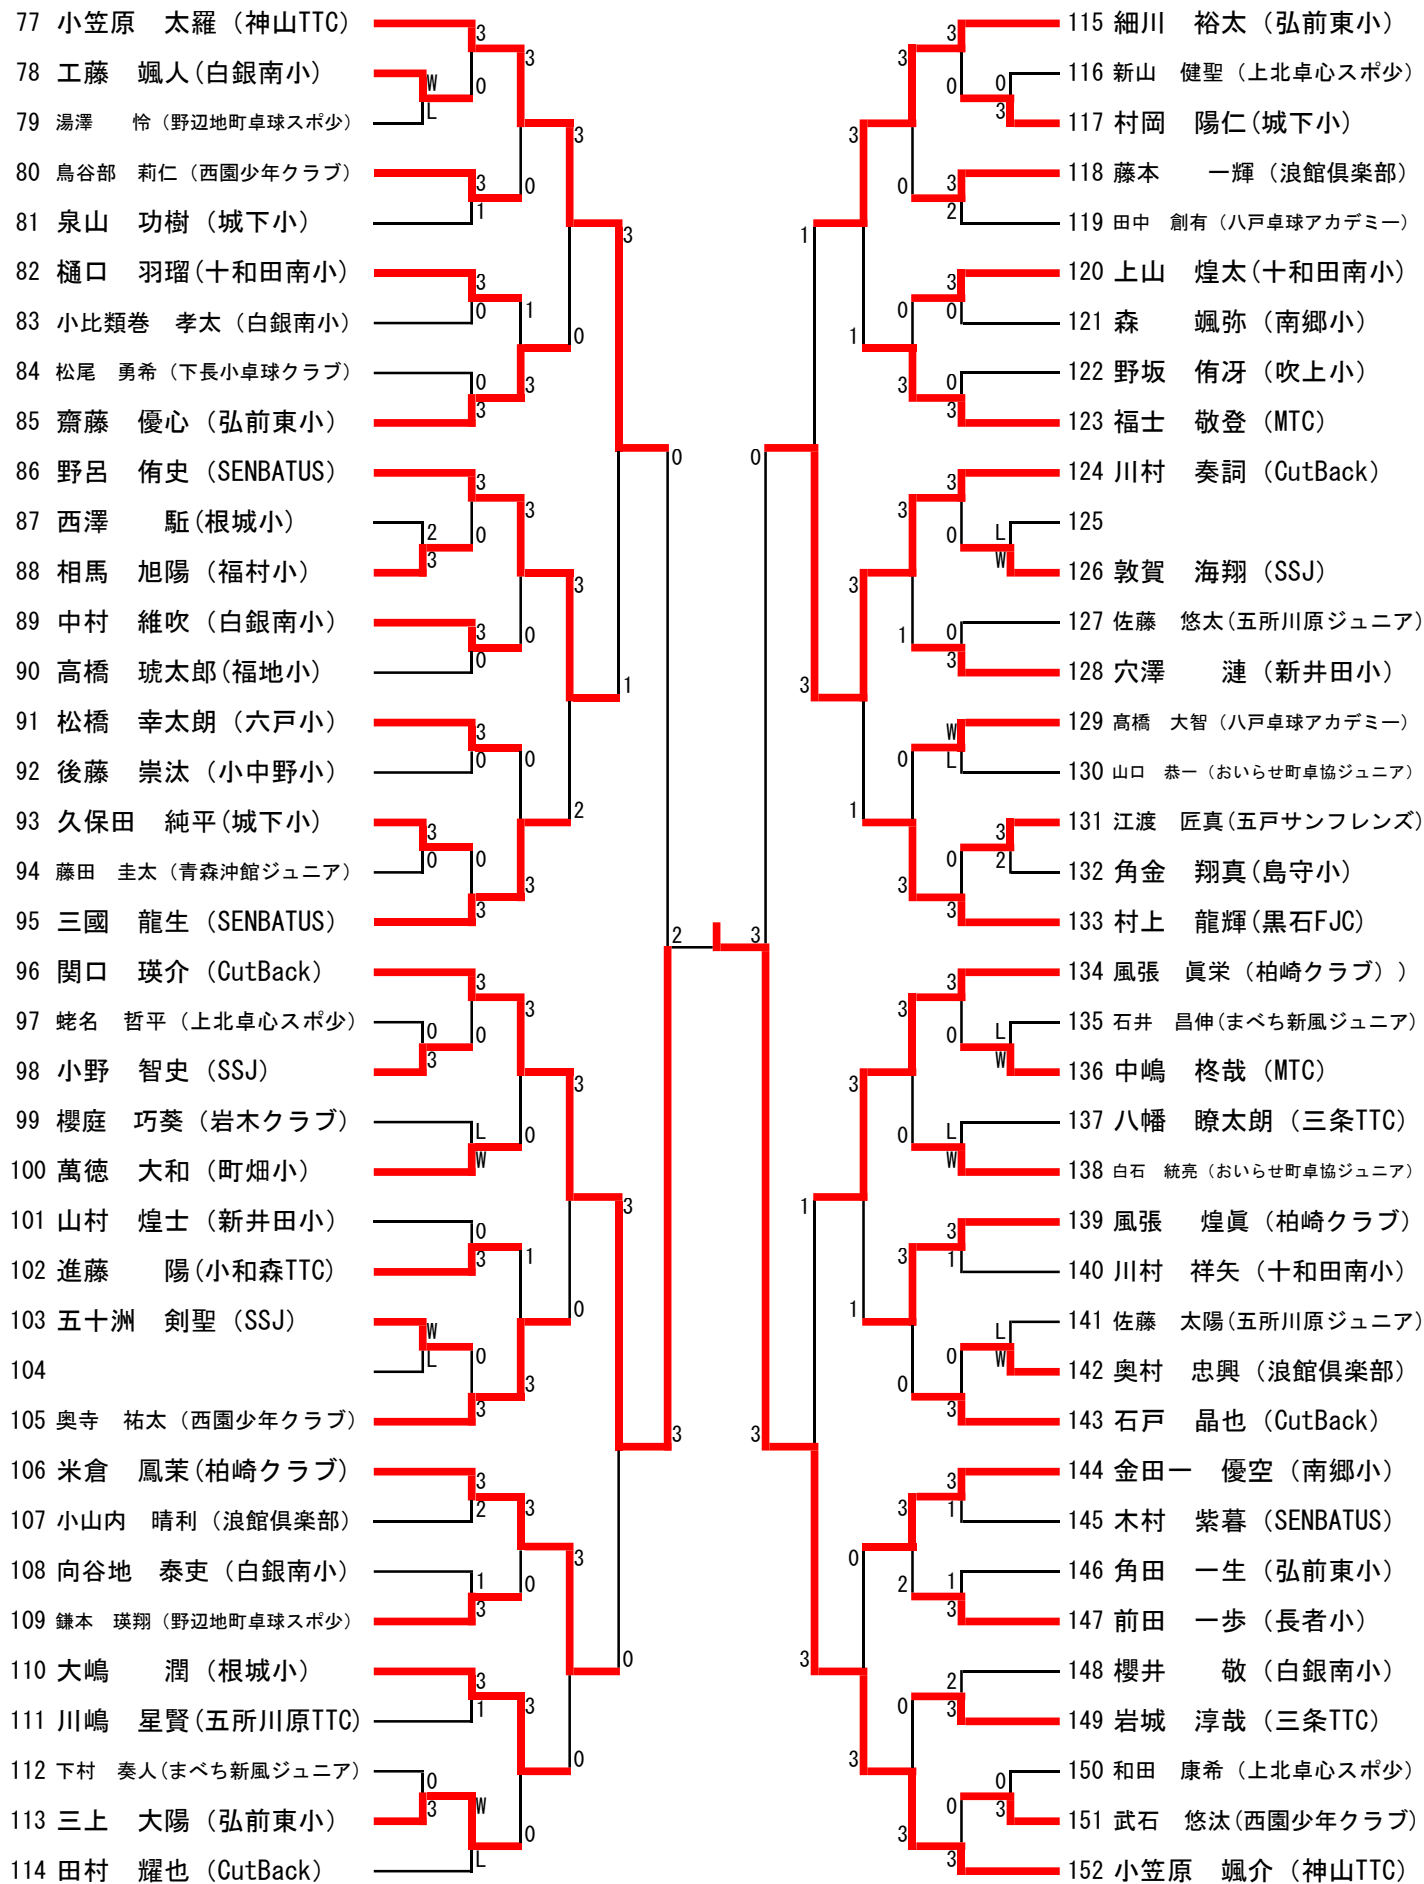 77 小笠原　太羅（神山TTC）
78 工藤　颯人(白銀南小）
79 湯澤　　怜（野辺地町卓球スポ少）
80 鳥谷部　莉仁（西園少年クラブ）
81 泉山　功樹（城下小）
82 樋口　羽瑠(十和田南小）
83 小比類巻　孝太（白銀南小）
84 松尾　勇希（下長小卓球クラブ）
85 齋藤　優心（弘前東小）
86 野呂　侑史（SENBATUS）
87 西澤　　駈(根城小）
88 相馬　旭陽（福村小）
89 中村　維吹（白銀南小）
90 高橋　琥太郎(福地小）
91 松橋　幸太朗（六戸小）
92 後藤　崇汰（小中野小）
93 久保田　純平(城下小）
94 藤田　圭太（青森沖館ジュニア）
95 三國　龍生（SENBATUS）
96 関口　瑛介（CutBack）
97 蛯名　哲平（上北卓心スポ少）
98 小野　智史（SSJ）
99 櫻庭　巧葵（岩木クラブ）
100 萬徳　大和（町畑小）
101 山村　煌士（新井田小）
102 進藤　　陽(小和森TTC）
103 五十洲　剣聖（SSJ）
104
105 奥寺　祐太（西園少年クラブ）
106 米倉　鳳茉(柏崎クラブ）
107 小山内　晴利（浪館倶楽部）
108 向谷地　泰吏（白銀南小）
109 鎌本　瑛翔（野辺地町卓球スポ少）
110 大嶋　　潤（根城小）
111 川嶋　星賢(五所川原TTC）
112 下村　奏人(まべち新風ジュニア）
113 三上　大陽（弘前東小）
114 田村　耀也（CutBack）
115 細川　裕太（弘前東小）
116 新山　健聖（上北卓心スポ少）
117 村岡　陽仁(城下小）
118 藤本　　一輝（浪館倶楽部）
119 田中　創有（八戸卓球アカデミー）
120 上山　煌太(十和田南小）
121 森　　颯弥（南郷小）
122 野坂　侑冴（吹上小）
123 福士　敬登（MTC）
124 川村　奏詞（CutBack）
125
126 敦賀　海翔（SSJ）
127 佐藤　悠太(五所川原ジュニア）
128 穴澤　　漣（新井田小）
129 髙橋　大智（八戸卓球アカデミー）
130 山口　恭一（おいらせ町卓協ジュニア）
131 江渡　匠真(五戸サンフレンズ）
132 角金　翔真(島守小）
133 村上　龍輝(黒石FJC）
134 風張　眞栄（柏崎クラブ））
135 石井　昌伸(まべち新風ジュニア）
136 中嶋　柊哉（MTC）
137 八幡　瞭太朗（三条TTC）
138 白石　統亮（おいらせ町卓協ジュニア）
139 風張　　煌眞（柏崎クラブ）
140 川村　祥矢（十和田南小）
141 佐藤　太陽(五所川原ジュニア）
142 奥村　忠興（浪館倶楽部）
143 石戸　晶也（CutBack）
144 金田一　優空（南郷小）
145 木村　紫暮（SENBATUS）
146 角田　一生（弘前東小）
147 前田　一歩（長者小）
148 櫻井　　敬（白銀南小）
149 岩城　淳哉（三条TTC）
150 和田　康希（上北卓心スポ少）
151 武石　悠汰(西園少年クラブ）
152 小笠原　颯介（神山TTC）